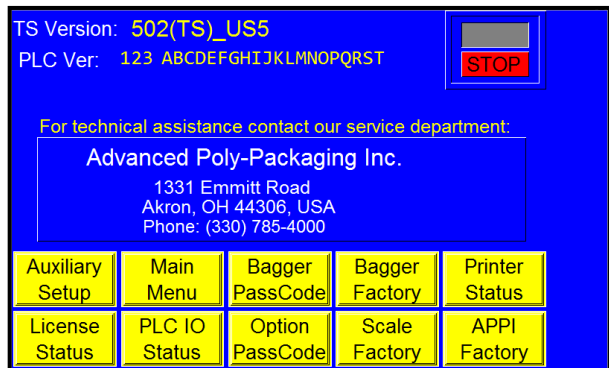 TS Version: 502(TS)_US5
PLC Ver: 123 ABCDEFGHIJKLMNOPQRST
STOP
For technical assistance contact our service department:
Advanced Poly-Packaging Inc.
1331 Emmitt Road
Akron, OH 44306, USA
Phone: (330) 785-4000
Auxiliary Setup
Main Menu
Bagger PassCode
Bagger Factory
Printer Status
License Status
PLC IO Status
Option PassCode
Scale Factory
APPI Factory